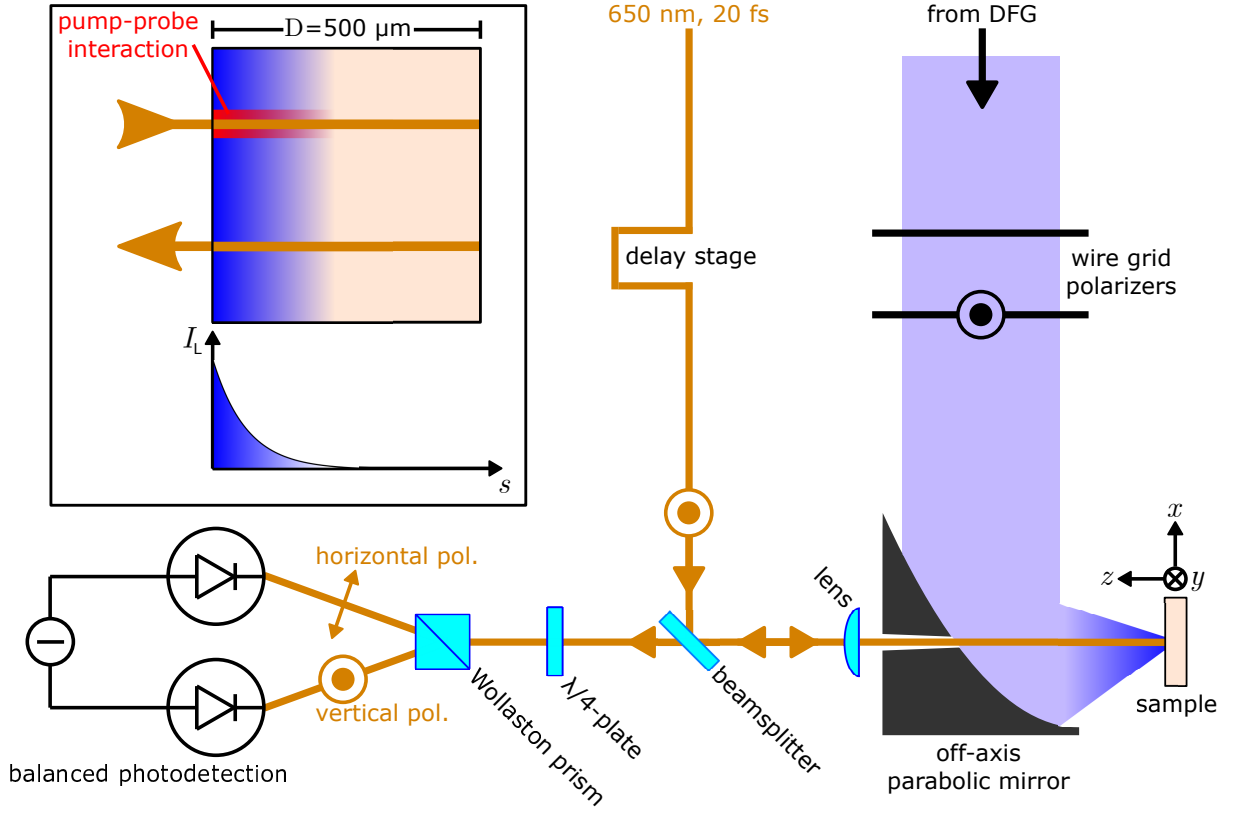 pump-probe
interaction
D=500 µm
I_L
s
650 nm, 20 fs
delay stage
from DFG
wire grid
polarizers
horizontal pol.
vertical pol.
balanced photodetection
Wollaston prism
λ/4-plate
beamsplitter
lens
off-axis
parabolic mirror
x
z
y
sample